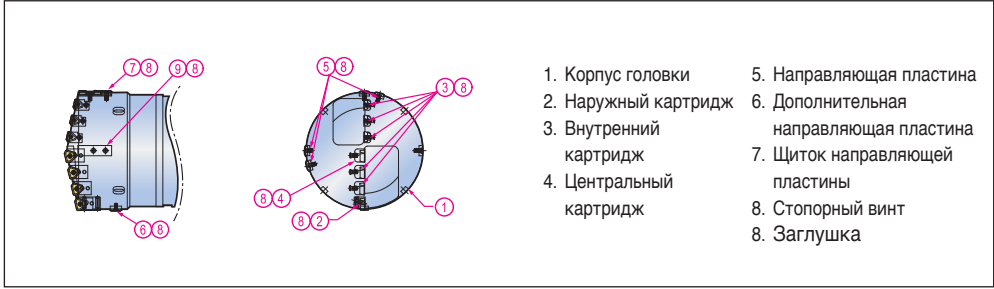 7 8 9 8 5 8 3 8
8 4
8 2 1
6 8
1. Корпус головки
2. Наружный картридж
3. Внутренний
картридж
4. Центральный
картридж
5. Направляющая пластина
6. Дополнительная
направляющая пластина
7. Щиток направляющей
пластины
8. Стопорный винт
8. Заглушка